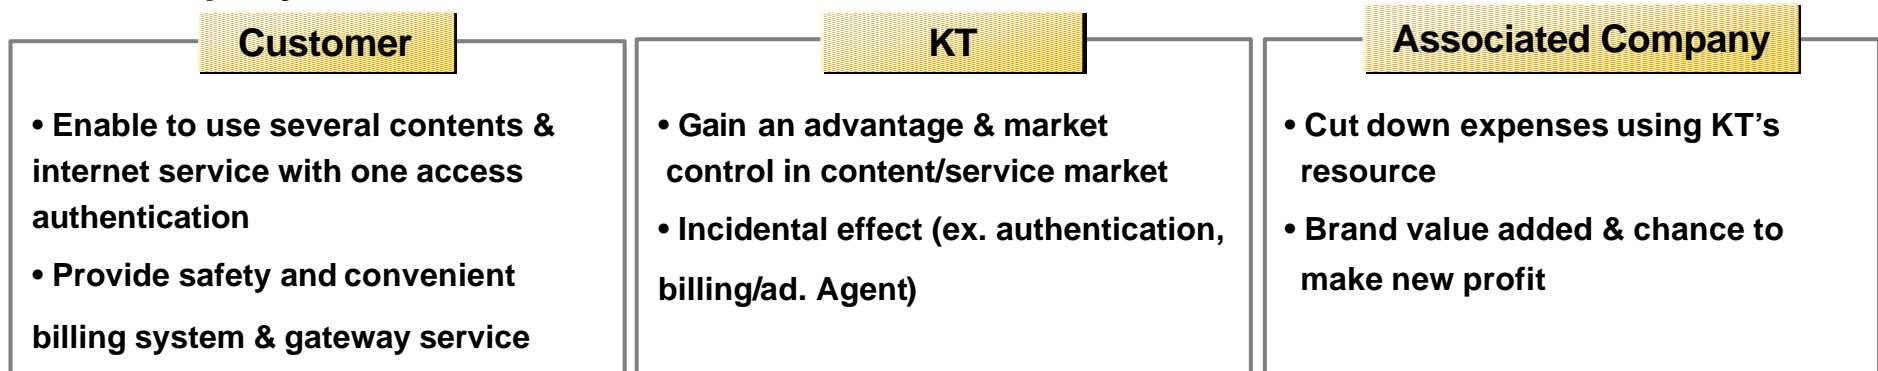 Customer
• Enable to use several contents &
internet service with one access
authentication
• Provide safety and convenient
billing system & gateway service
KT
• Gain an advantage & market
control in content/service market
• Incidental effect (ex. authentication,
billing/ad. Agent)
Associated Company
• Cut down expenses using KT’s
resource
• Brand value added & chance to
make new profit